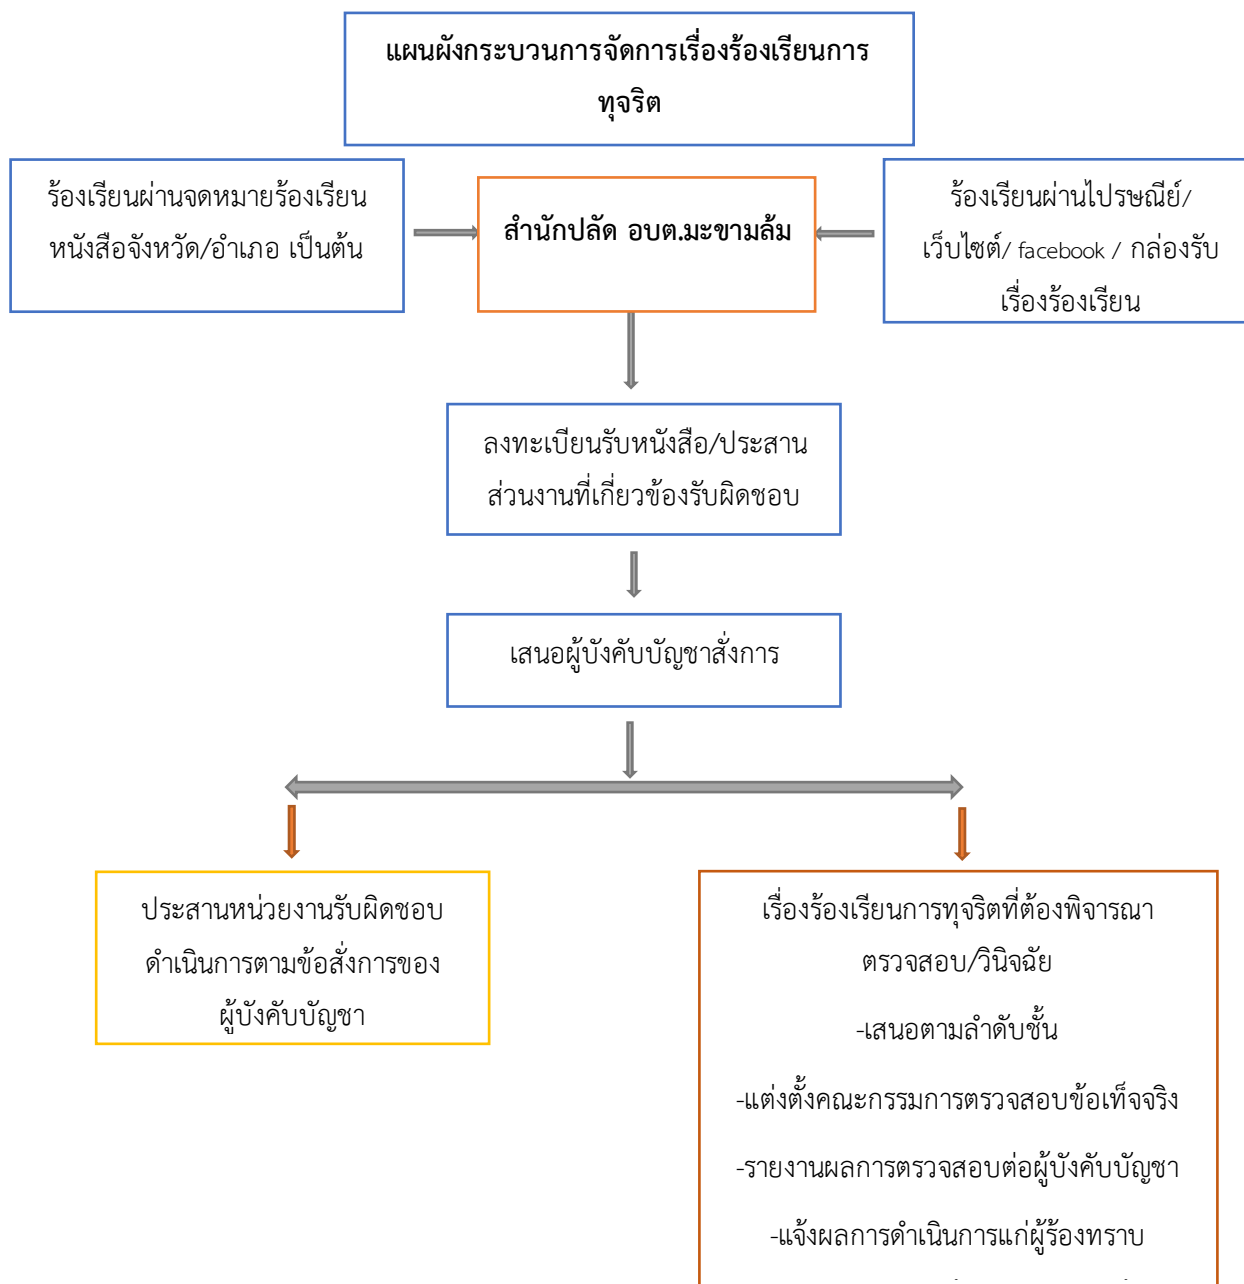 แผนผังกระบวนการจัดการเรื่องร้องเรียนการ
ทุจริต
ร้องเรียนผ่านจดหมายร้องเรียน
หนังสือจังหวัด/อำเภอ เป็นต้น
สำนักปลัด อบต.มะขามล้ม
ร้องเรียนผ่านไปรษณีย์/
เว็บไซต์/ facebook / กล่องรับ
เรื่องร้องเรียน
ลงทะเบียนรับหนังสือ/ประสาน
ส่วนงานที่เกี่ยวข้องรับผิดชอบ
เสนอผู้บังคับบัญชาสั่งการ
ประสานหน่วยงานรับผิดชอบ
ดำเนินการตามข้อสั่งการของ
ผู้บังคับบัญชา
เรื่องร้องเรียนการทุจริตที่ต้องพิจารณา
ตรวจสอบ/วินิจฉัย
-เสนอตามลำดับชั้น
-แต่งตั้งคณะกรรมการตรวจสอบข้อเท็จจริง
-รายงานผลการตรวจสอบต่อผู้บังคับบัญชา
-แจ้งผลการดำเนินการแก่ผู้ร้องทราบ